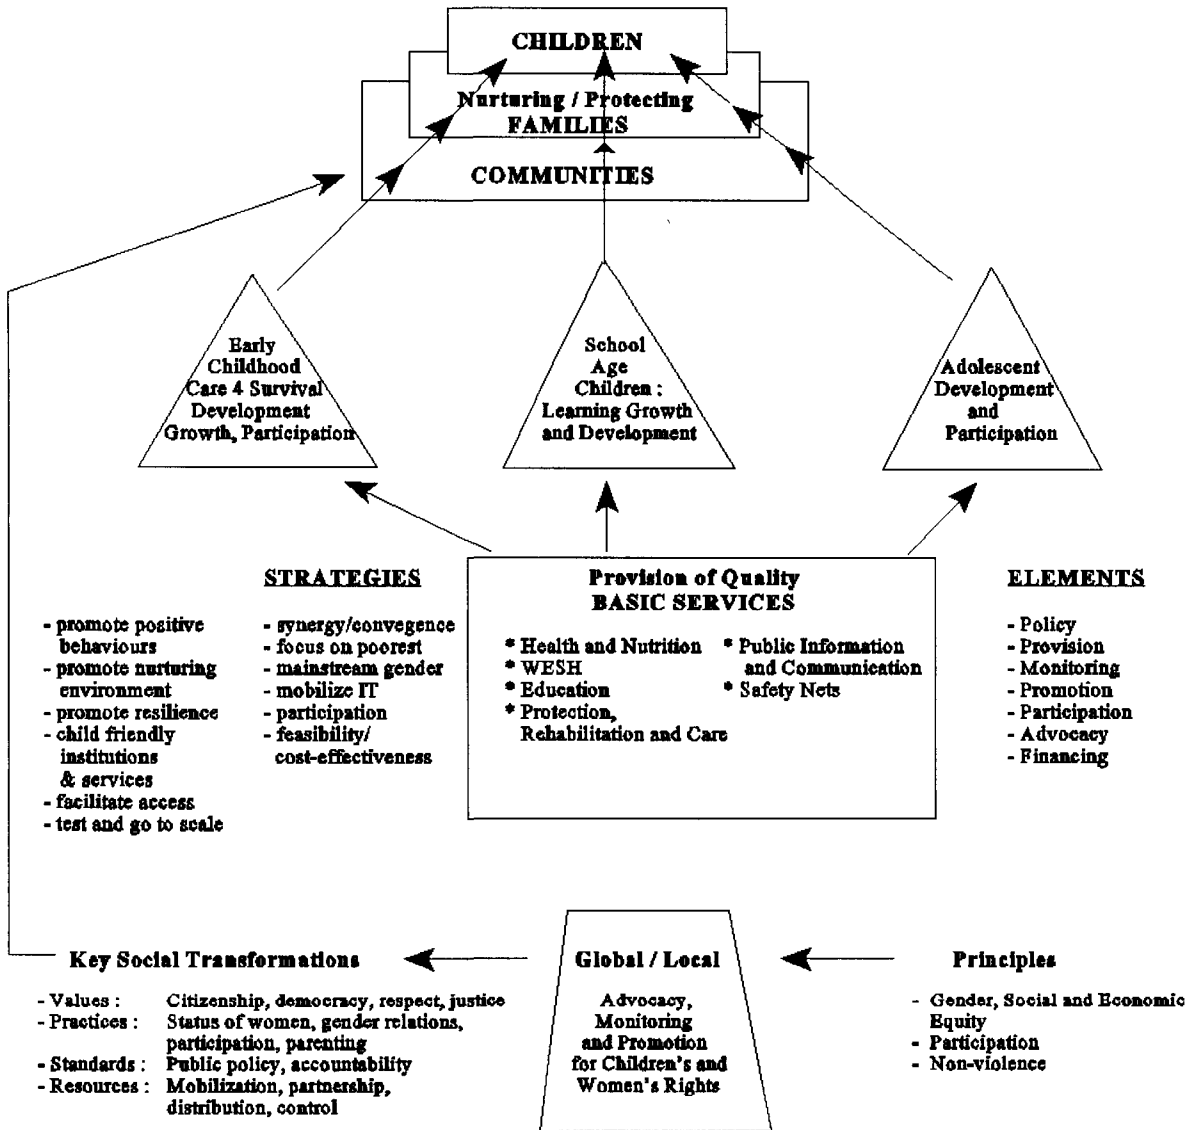 CHILDREN
Nurturing / Protecting
FAMILIES
COMMUNITIES
Early
Childhood
Care 4 Survival
Development
Growth, Participation
School
Age
Children :
Learning Growth
and Development
Adolescent
Development
and
Participation
STRATEGIES
- promote positive
behaviours
- promote nurturing
environment
- promote resilience
- child friendly
institutions
& services
- facilitate access
- test and go to scale
- synergy/convegence
- focus on poorest
- mainstream gender
- mobilize IT
- participation
- feasibility/
cost-effectiveness
Provision of Quality
BASIC SERVICES
* Health and Nutrition
* WESH
* Education
* Protection,
Rehabilitation and Care
* Public Information
and Communication
* Safety Nets
ELEMENTS
- Policy
- Provision
- Monitoring
- Promotion
- Participation
- Advocacy
- Financing
Key Social Transformations
- Values : Citizenship, democracy, respect, justice
- Practices : Status of women, gender relations,
participation, parenting
- Standards : Public policy, accountability
- Resources : Mobilization, partnership,
distribution, control
Global / Local
Advocacy,
Monitoring
and Promotion
for Children's and
Women's Rights
Principles
- Gender, Social and Economic
Equity
- Participation
- Non-violence